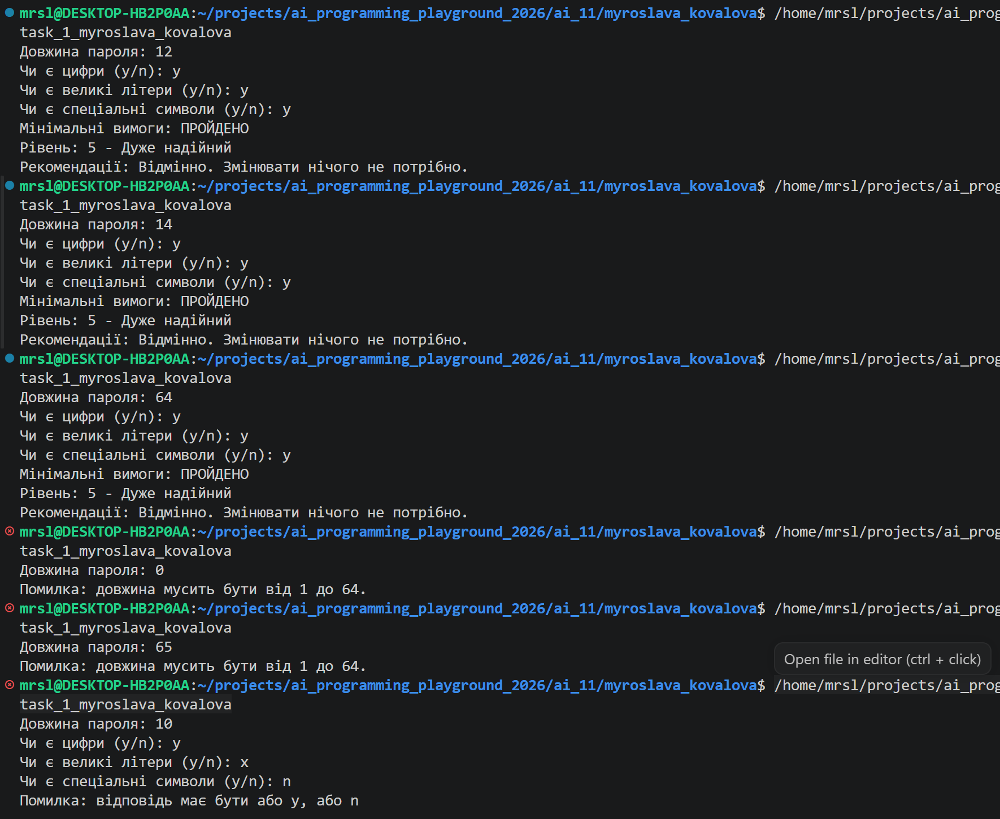 mrsl@DESKTOP-HB2P0AA:~/projects/ai_programming_playground_2026/ai_11/myroslava_kovalova$ /home/mrsl/projects/ai_prog
task_1_myroslava_kovalova
Довжина пароля: 12
Чи є цифри (y/n): y
Чи є великі літери (y/n): y
Чи є спеціальні символи (y/n): y
Мінімальні вимоги: ПРОЙДЕНО
Рівень: 5 - Дуже надійний
Рекомендації: Відмінно. Змінювати нічого не потрібно.
mrsl@DESKTOP-HB2P0AA:~/projects/ai_programming_playground_2026/ai_11/myroslava_kovalova$ /home/mrsl/projects/ai_prog
task_1_myroslava_kovalova
Довжина пароля: 14
Чи є цифри (y/n): y
Чи є великі літери (y/n): y
Чи є спеціальні символи (y/n): y
Мінімальні вимоги: ПРОЙДЕНО
Рівень: 5 - Дуже надійний
Рекомендації: Відмінно. Змінювати нічого не потрібно.
mrsl@DESKTOP-HB2P0AA:~/projects/ai_programming_playground_2026/ai_11/myroslava_kovalova$ /home/mrsl/projects/ai_prog
task_1_myroslava_kovalova
Довжина пароля: 64
Чи є цифри (y/n): y
Чи є великі літери (y/n): y
Чи є спеціальні символи (y/n): y
Мінімальні вимоги: ПРОЙДЕНО
Рівень: 5 - Дуже надійний
Рекомендації: Відмінно. Змінювати нічого не потрібно.
mrsl@DESKTOP-HB2P0AA:~/projects/ai_programming_playground_2026/ai_11/myroslava_kovalova$ /home/mrsl/projects/ai_prog
task_1_myroslava_kovalova
Довжина пароля: 0
Помилка: довжина мусить бути від 1 до 64.
mrsl@DESKTOP-HB2P0AA:~/projects/ai_programming_playground_2026/ai_11/myroslava_kovalova$ /home/mrsl/projects/ai_prog
task_1_myroslava_kovalova
Довжина пароля: 65
Помилка: довжина мусить бути від 1 до 64.
Open file in editor (ctrl + click)
mrsl@DESKTOP-HB2P0AA:~/projects/ai_programming_playground_2026/ai_11/myroslava_kovalova$ /home/mrsl/projects/ai_prog
task_1_myroslava_kovalova
Довжина пароля: 10
Чи є цифри (y/n): y
Чи є великі літери (y/n): x
Чи є спеціальні символи (y/n): n
Помилка: відповідь має бути або y, або n